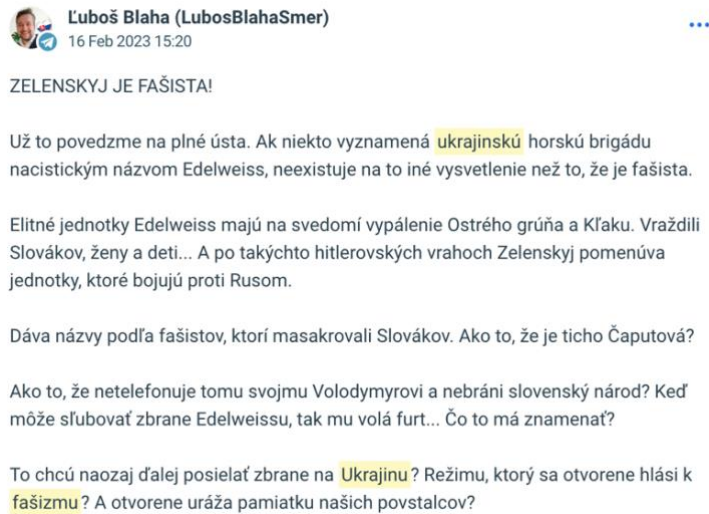 Ľuboš Blaha (LubosBlahaSmer)
16 Feb 2023 15:20
ZELENSKYJ JE FAŠISTA!
Už to povedzme na plné ústa. Ak niekto vyznamená ukrajinskú horskú brigádu
nacistickým názvom Edelweiss, neexistuje na to iné vysvetlenie než to, že je fašista.
Elitné jednotky Edelweiss majú na svedomí vypálenie Ostrého grúňa a Kľaku. Vraždili
Slovákov, ženy a deti... A po takýchto hitlerovských vrahoch Zelenskyj pomenúva
jednotky, ktoré bojujú proti Rusom.
Dáva názvy podľa fašistov, ktorí masakrovali Slovákov. Ako to, že je ticho Čaputová?
Ako to, že netelefonuje tomu svojmu Volodymyrovi a nebráni slovenský národ? Keď
môže sľubovať zbrane Edelweissu, tak mu volá furt... Čo to má znamenať?
To chcú naozaj ďalej posielať zbrane na Ukrajinu? Režimu, ktorý sa otvorene hlási k
fašizmu? A otvorene uráža pamiatku našich povstalcov?